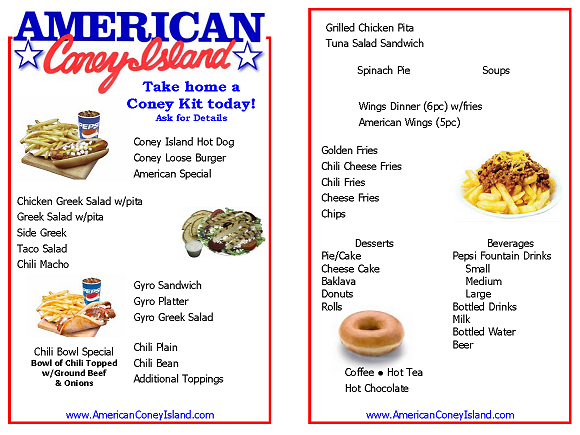 AMERICAN
Coney Island
Take home a
Coney Kit today!
Ask for Details
PEPSI
Coney Island Hot Dog
Coney Loose Burger
American Special
Chicken Greek Salad w/pita
Greek Salad w/pita
Side Greek
Taco Salad
Chili Macho
Gyro Sandwich
Gyro Platter
Gyro Greek Salad
PEPSI
Chili Bowl Special
Bowl of Chili Topped
w/Ground Beef
& Onions
Chili Plain
Chili Bean
Additional Toppings
www.AmericanConeyIsland.com
Grilled Chicken Pita
Tuna Salad Sandwich
Spinach Pie Soups
Wings Dinner (6pc) w/fries
American Wings (5pc)
Golden Fries
Chili Cheese Fries
Chili Fries
Cheese Fries
Chips
Desserts
Pie/Cake
Cheese Cake
Baklava
Donuts
Rolls
Beverages
Pepsi Fountain Drinks
Small
Medium
Large
Bottled Drinks
Milk
Bottled Water
Beer
Coffee ● Hot Tea
Hot Chocolate
www.AmericanConeyIsland.com